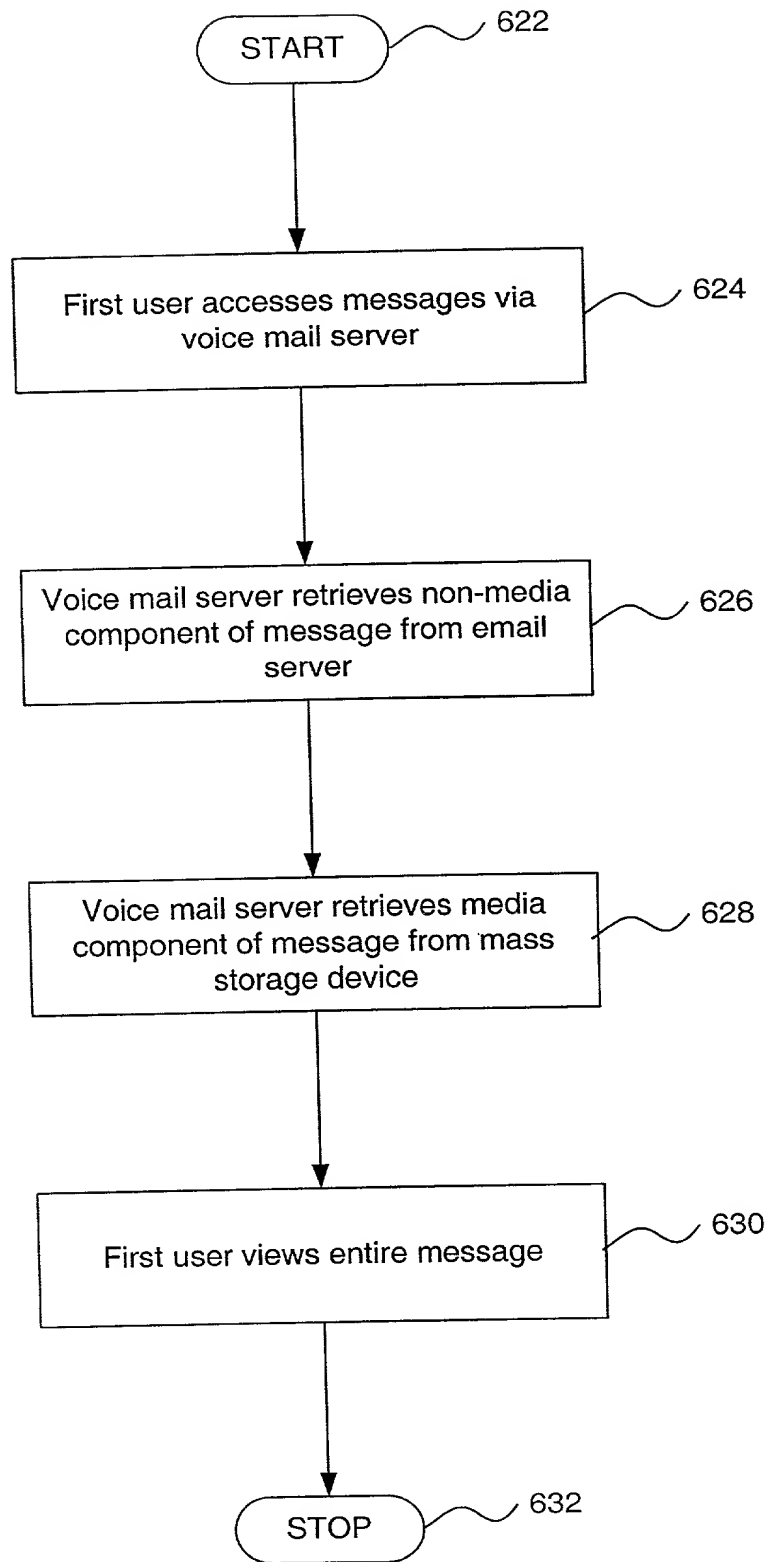 START
622
First user accesses messages via
voice mail server
624
Voice mail server retrieves non-media
component of message from email
server
626
Voice mail server retrieves media
component of message from mass
storage device
628
First user views entire message
630
STOP
632